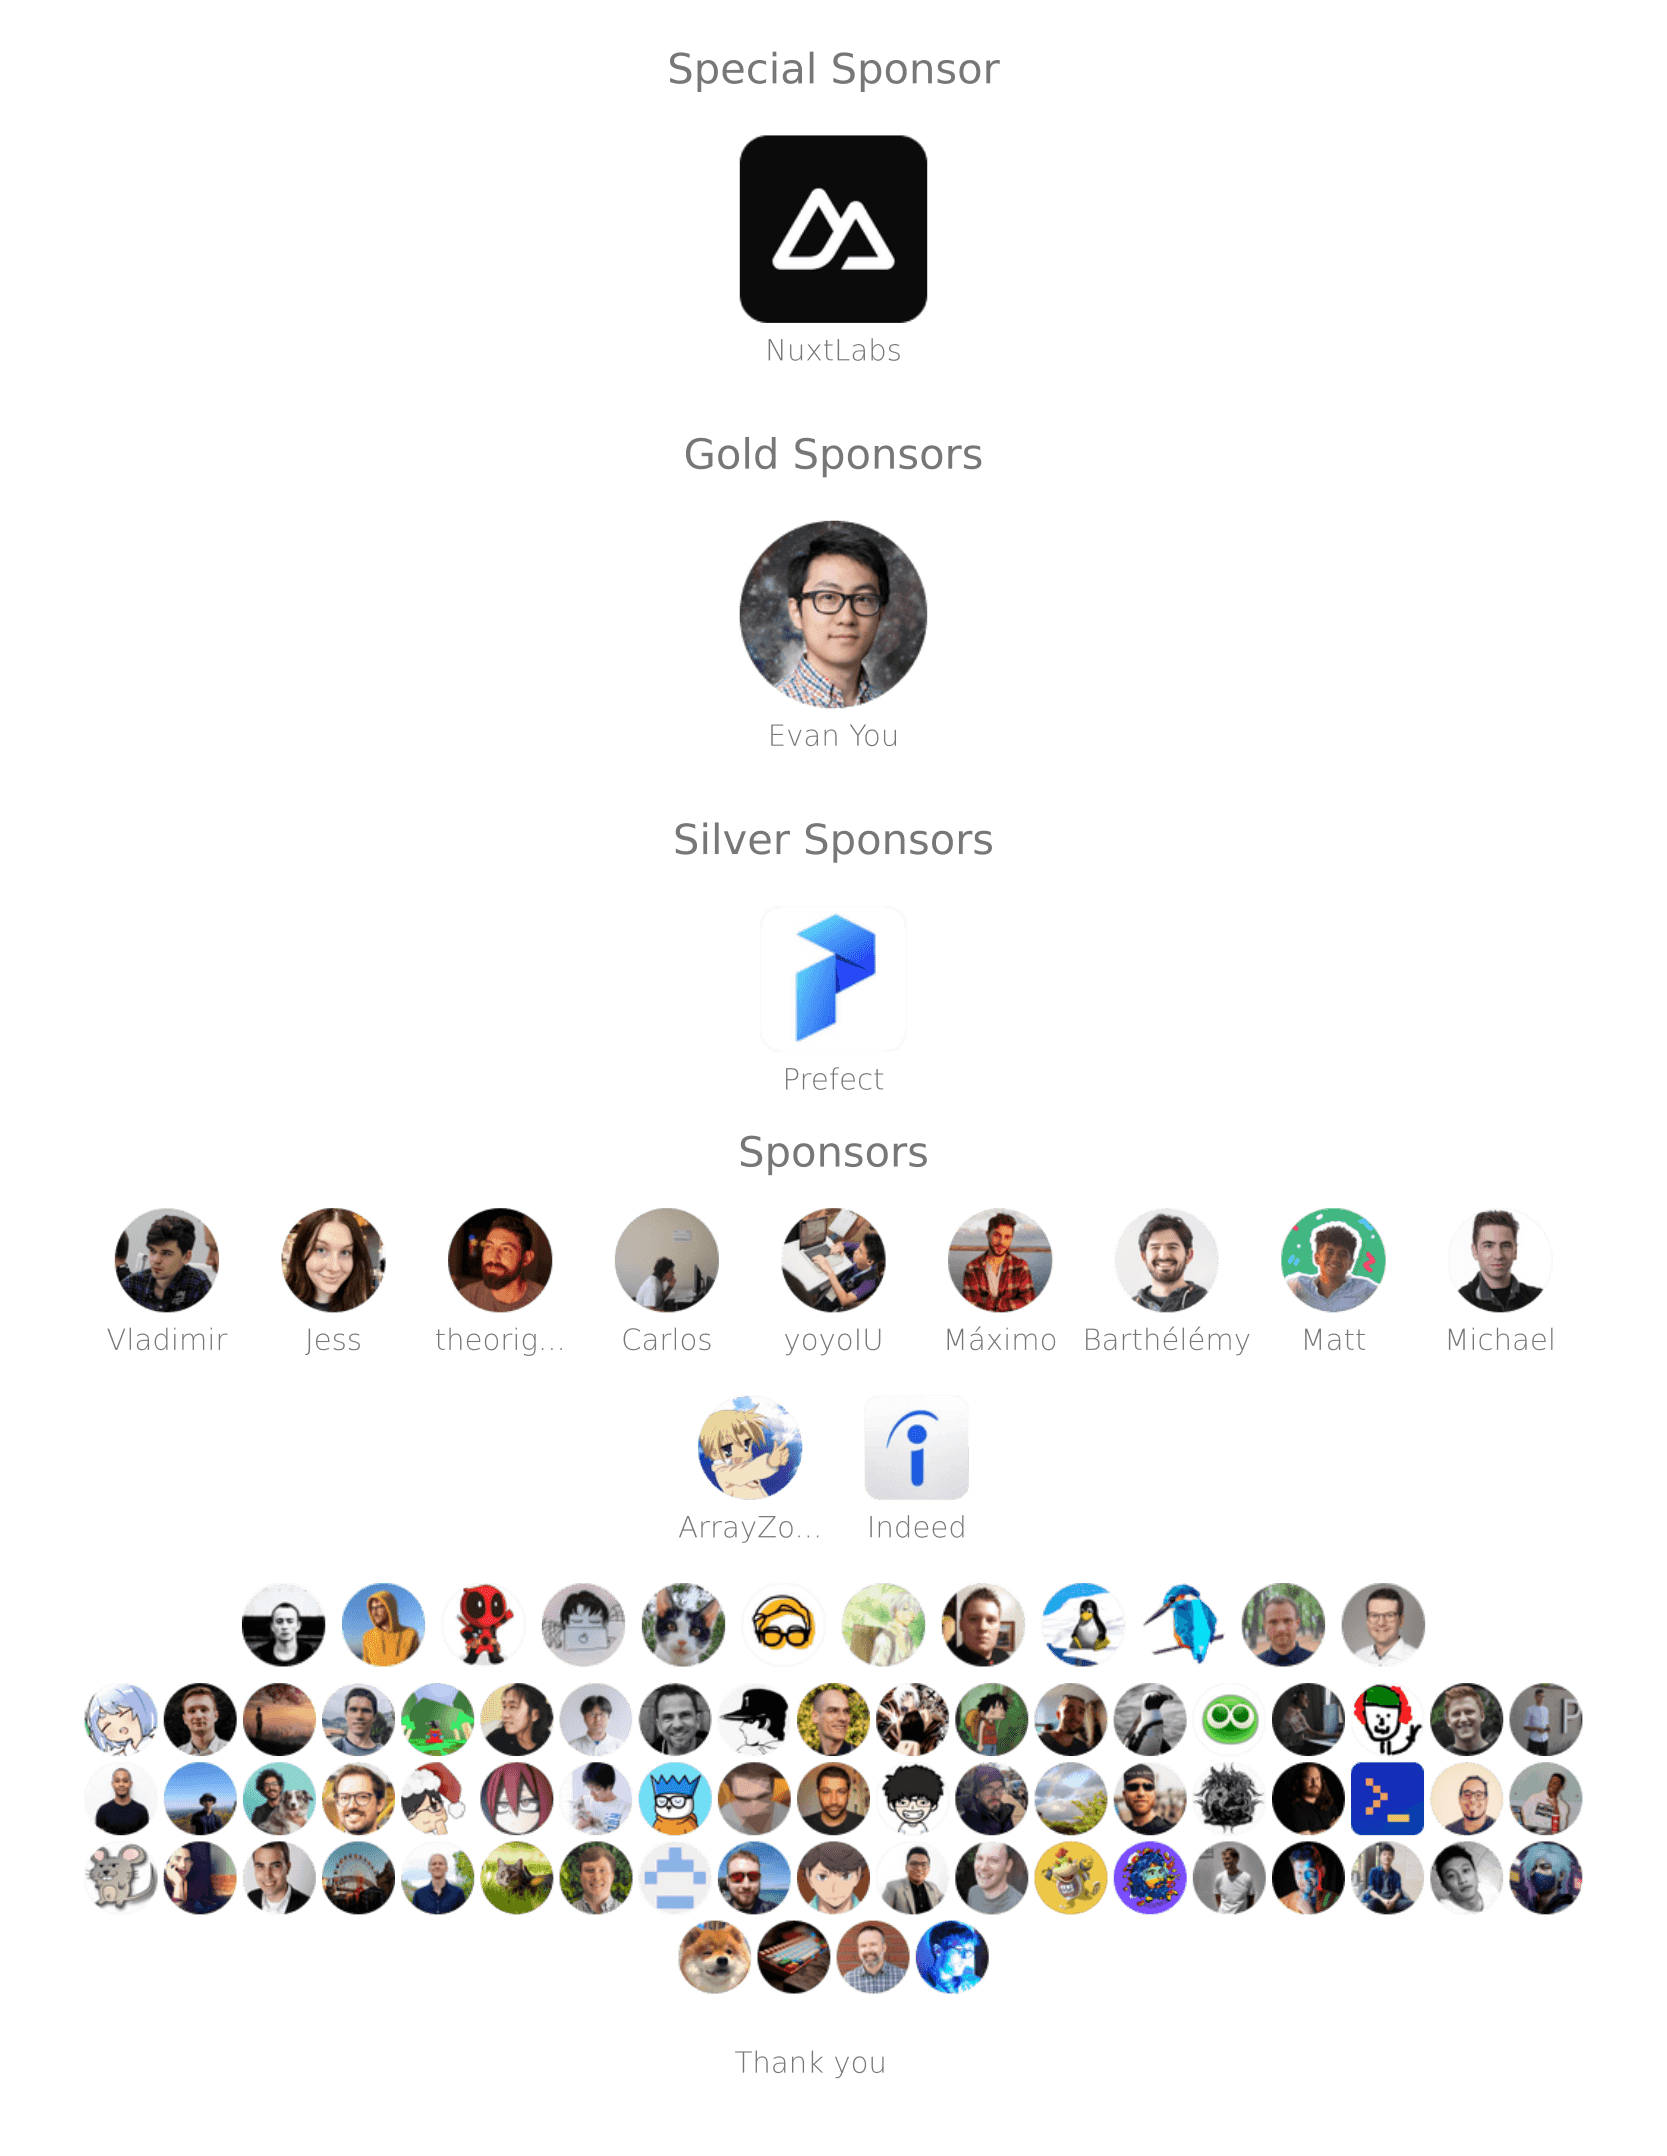 Special Sponsor
NuxtLabs
Gold Sponsors
Evan You
Silver Sponsors
Prefect
Sponsors
Vladimir Jess theorig... Carlos yoyoIU Máximo Barthélémy Matt Michael
ArrayZo... Indeed
Thank you